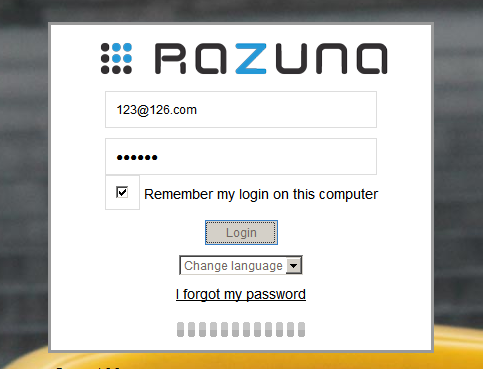 RAZUNA
123@126.com
••••••
Remember my login on this computer
Login
Change language
I forgot my password